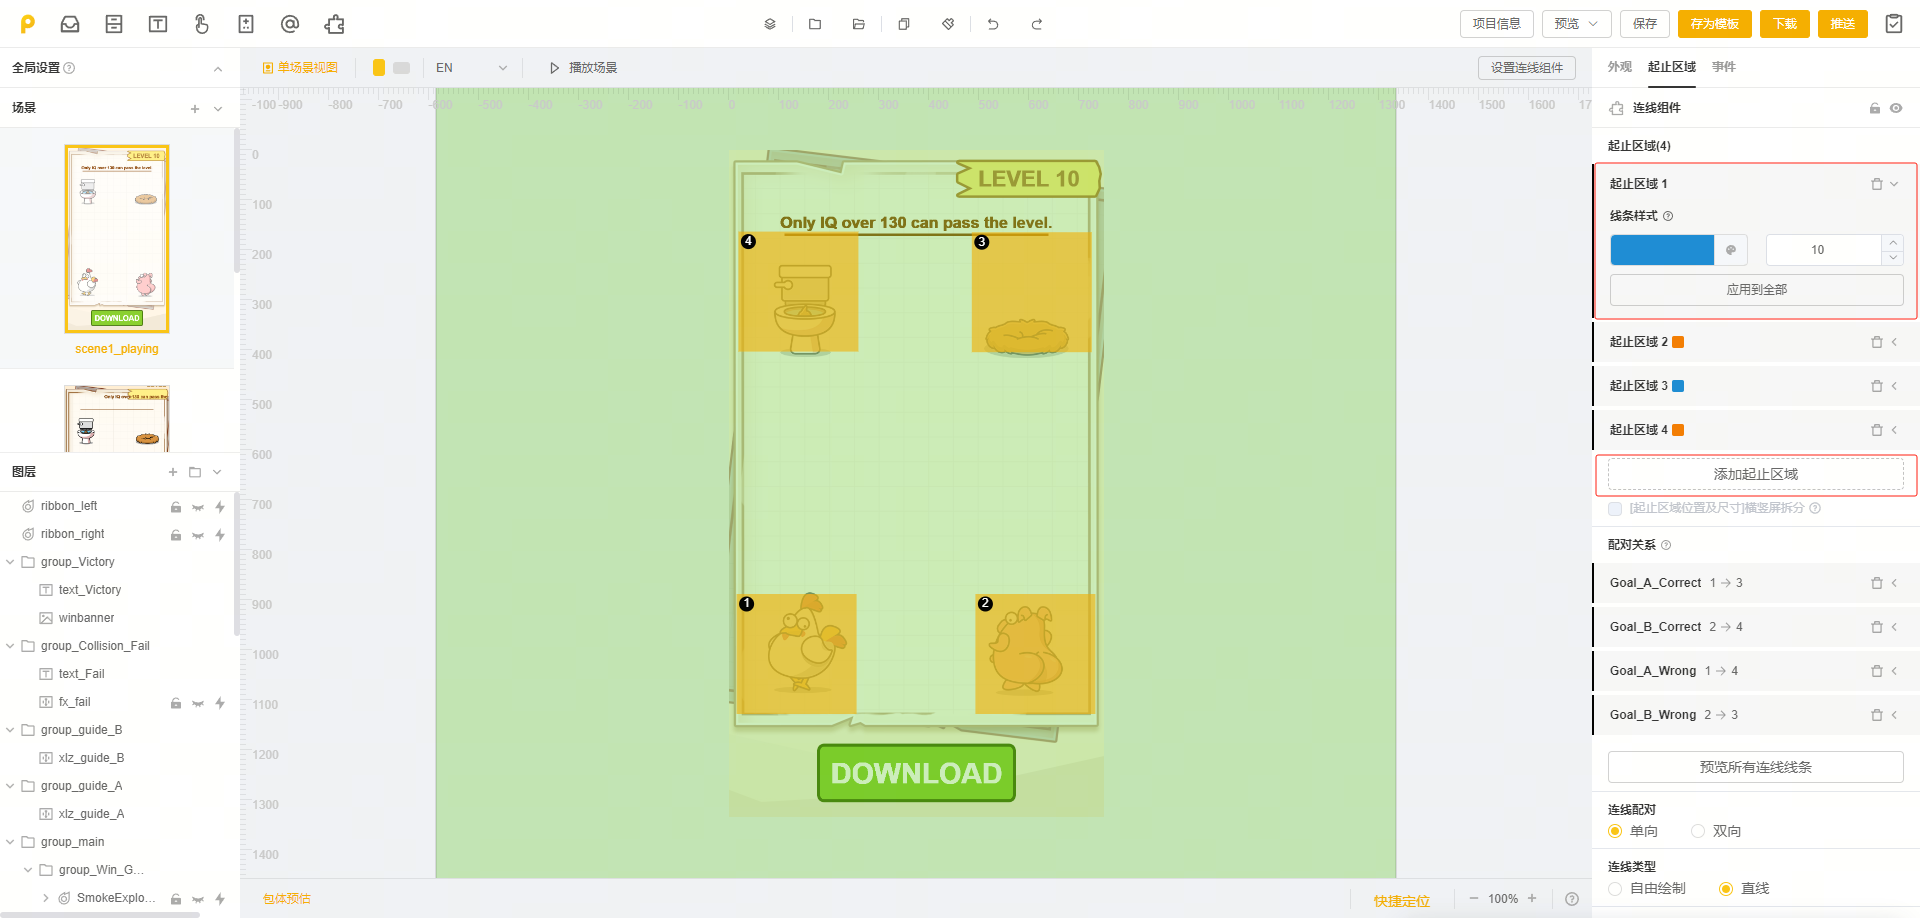 项目信息
预览
保存
存为模板
下载
推送
全局设置
场景
scene1_playing
图层
ribbon_left
ribbon_right
group_Victory
text_Victory
winbanner
group_Collision_Fail
text_Fail
fx_fail
group_guide_B
xlz_guide_B
group_guide_A
xlz_guide_A
group_main
group_Win_G...
SmokeExplo...
LEVEL 10
Only IQ over 130 can pass the level
DOWNLOAD
单场景视图
EN
播放场景
设置连线组件
-100 -900 -800 -700 -600 -500 -400 -300 -200 -100 0 100 200 300 400 500 600 700 800 900 1000 1100 1200 1300 1400 1500 1600 17
0
100
200
300
400
500
600
700
800
900
1000
1100
1200
1300
1400
LEVEL 10
Only IQ over 130 can pass the level.
4
3
1
2
DOWNLOAD
包体预估
快捷定位
100%
外观
起止区域
事件
连线组件
起止区域(4)
起止区域 1
线条样式
10
应用到全部
起止区域 2
起止区域 3
起止区域 4
添加起止区域
[起止区域位置及尺寸]横竖屏拆分
配对关系
Goal_A_Correct 1 → 3
Goal_B_Correct 2 → 4
Goal_A_Wrong 1 → 4
Goal_B_Wrong 2 → 3
预览所有连线线条
连线配对
单向
双向
连线类型
自由绘制
直线